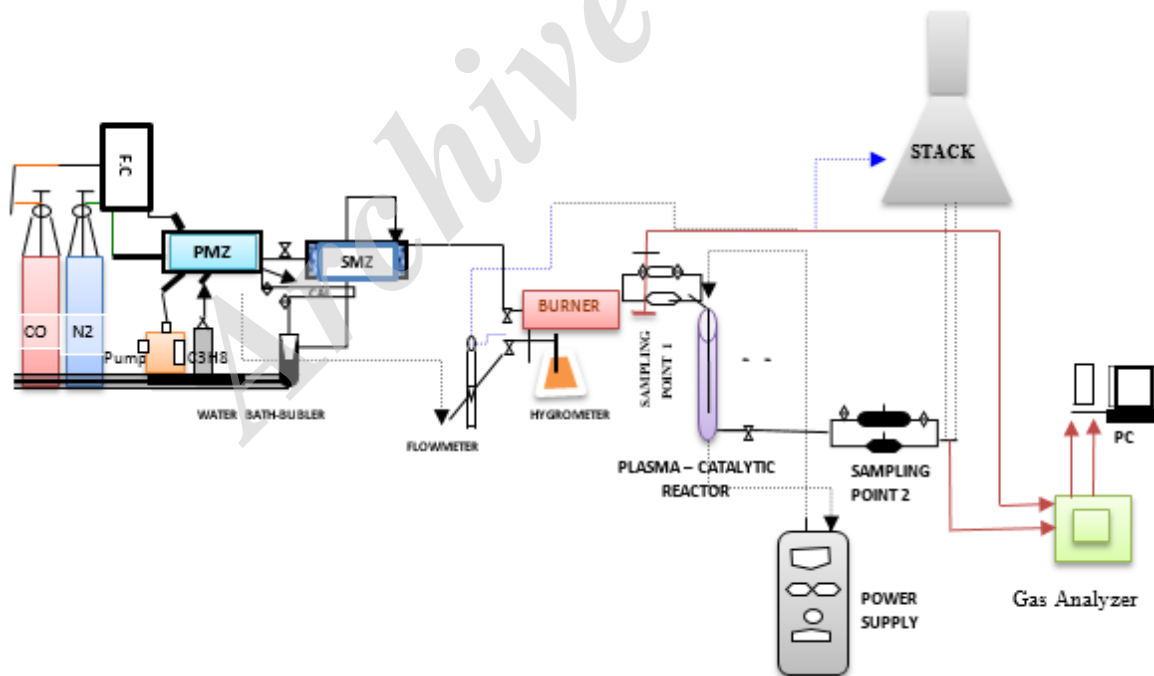 Archive
STACK
F.C
PMZ
SMZ
CO
N2
Pump
C3H8
BURNER
SAMPLING
POINT 1
WATER BATH-BUBLER
HYGROMETER
FLOWMETER
PLASMA – CATALYTIC
REACTOR
SAMPLING
POINT 2
PC
POWER
SUPPLY
Gas Analyzer